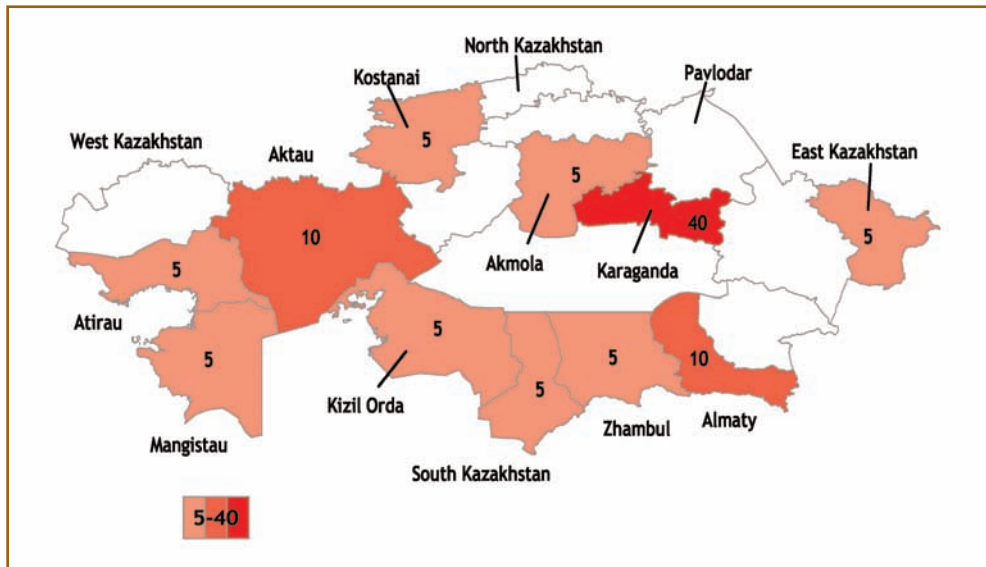 North Kazakhstan
Kostanai
Pavlodar
5
West Kazakhstan
Aktau
East Kazakhstan
5
10
40
5
5
Akmola
Karaganda
Atirau
5
5
5
10
5
Kizil Orda
Mangistau
Zhambul
Almaty
South Kazakhstan
5-40